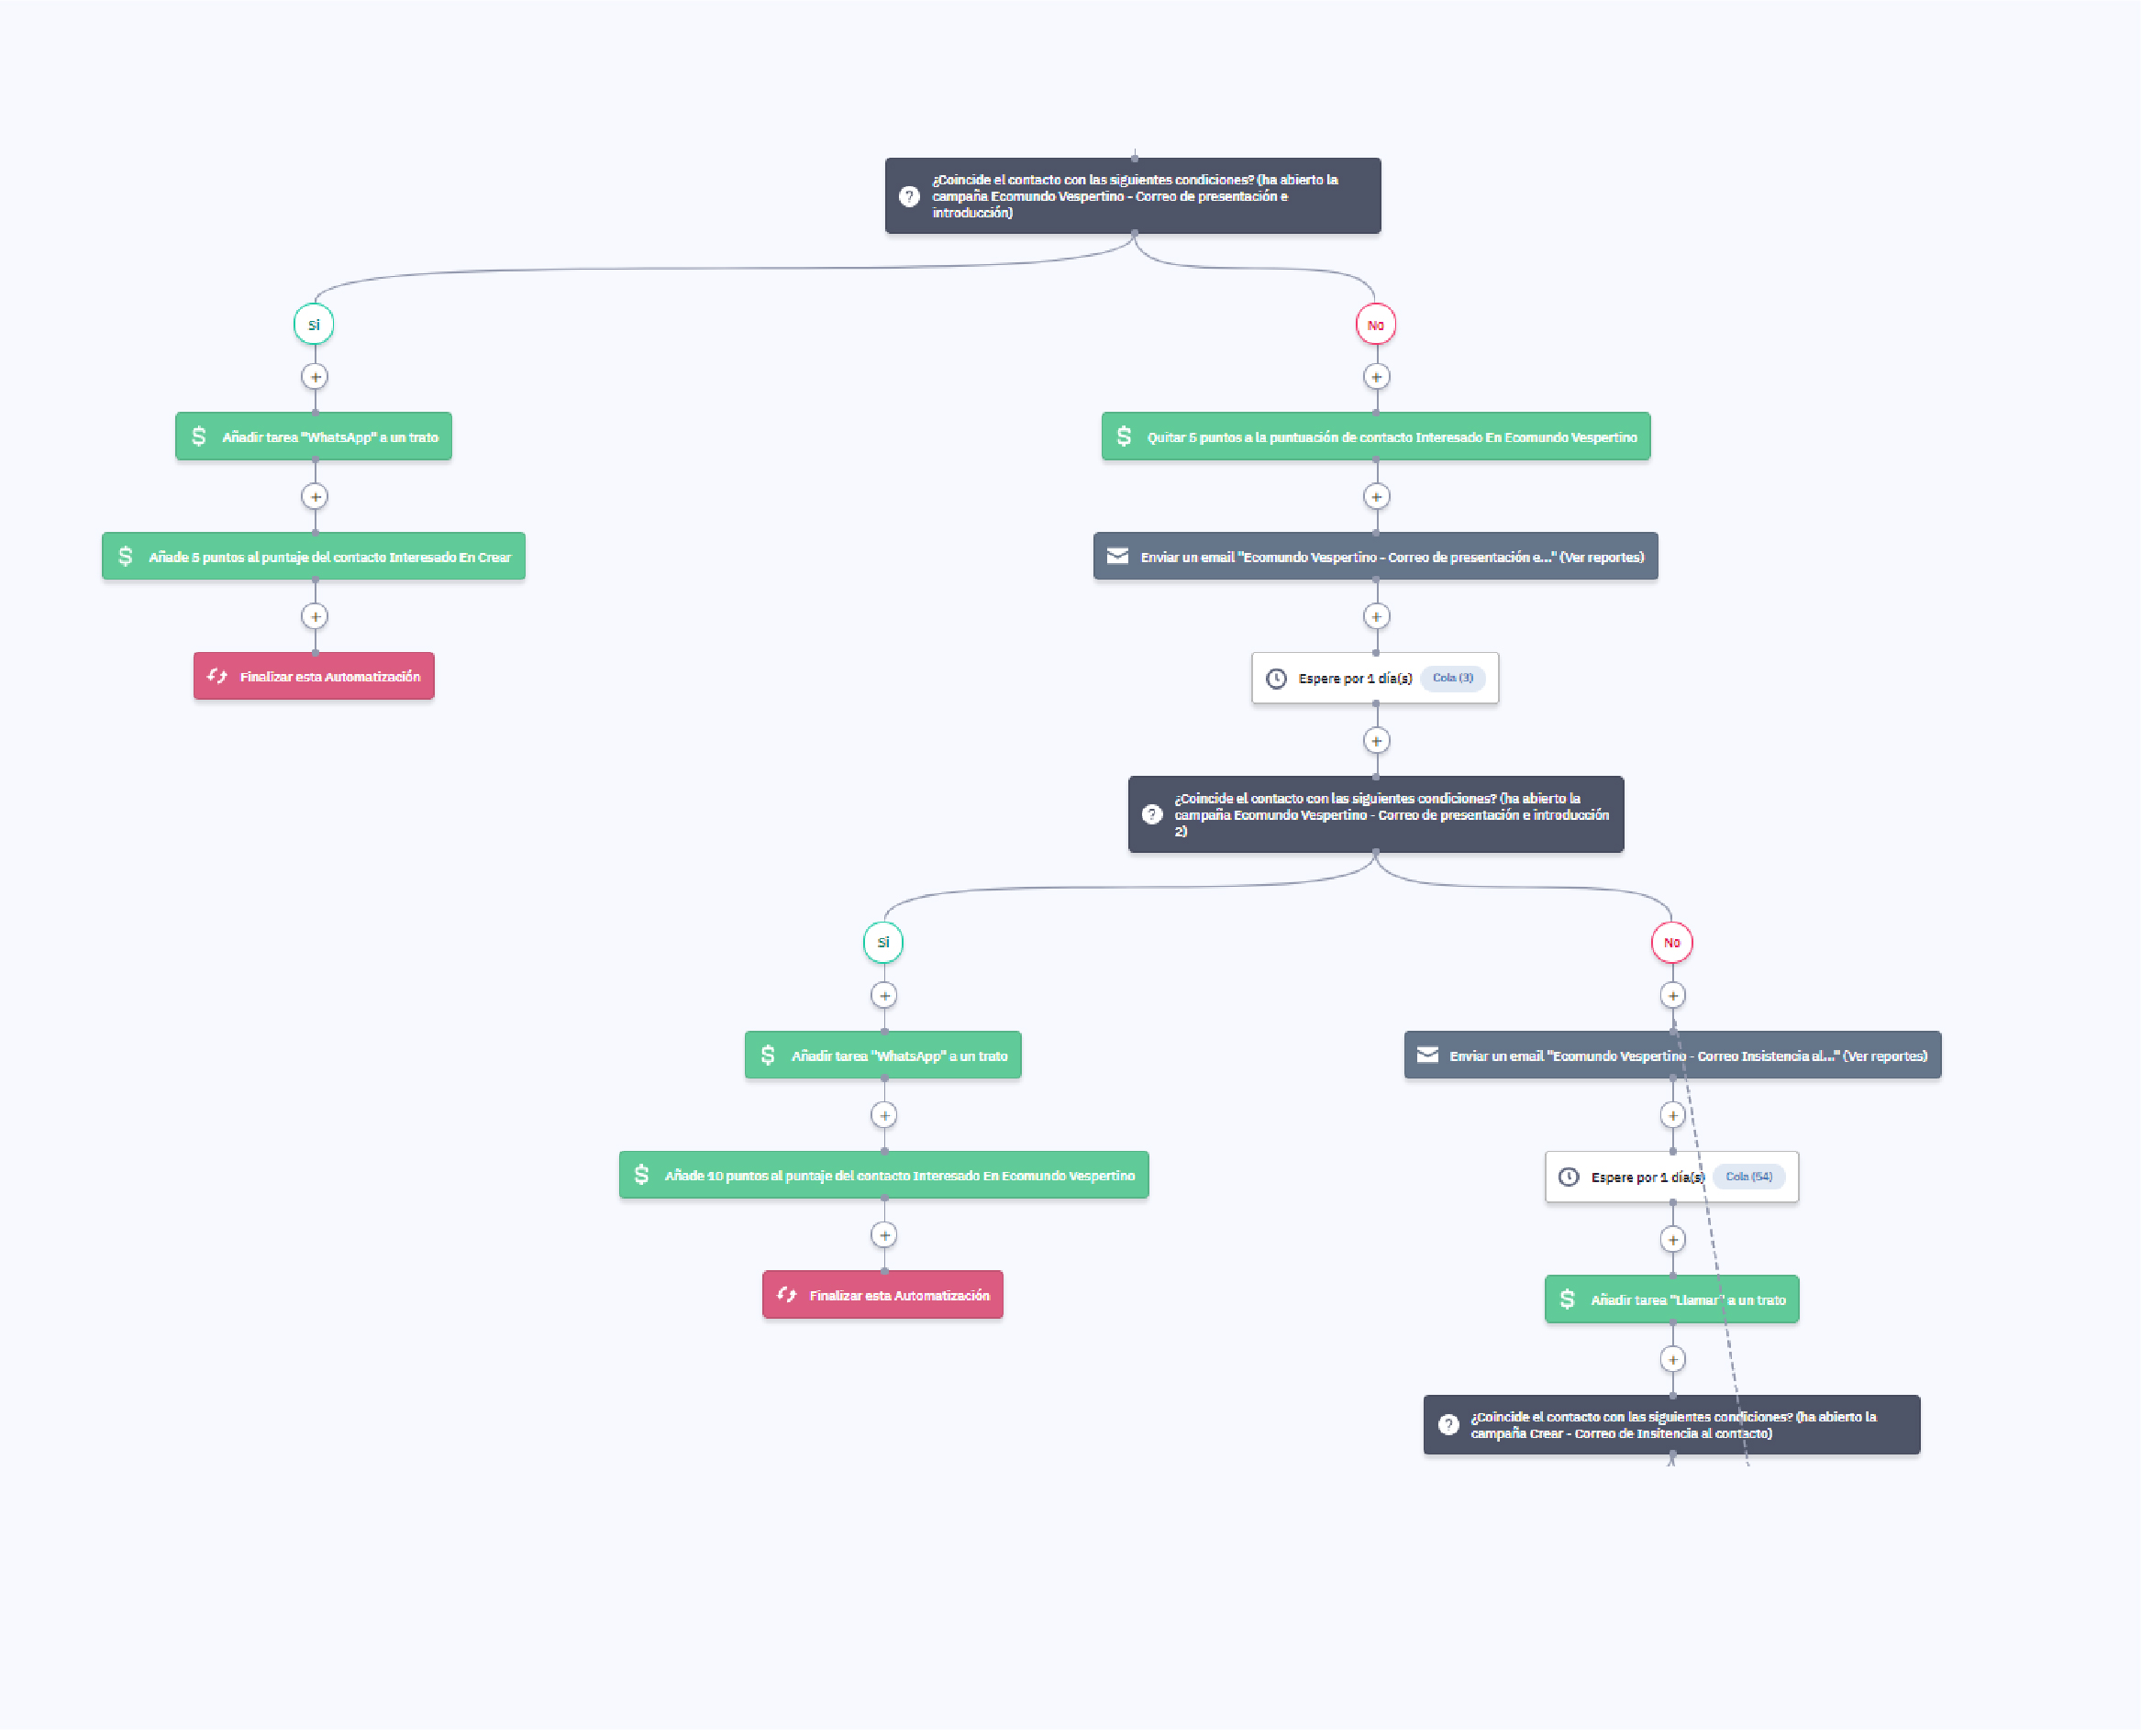 ¿Coincide el contacto con las siguientes condiciones? (ha abierto la
campaña Ecomundo Vespertino - Correo de presentación e
introducción)
Si
No
+
+
Añadir tarea "WhatsApp" a un trato
Quitar 5 puntos a la puntuación de contacto Interesado En Ecomundo Vespertino
+
+
Añade 5 puntos al puntaje del contacto Interesado En Crear
Enviar un email "Ecomundo Vespertino - Correo de presentación e..." (Ver reportes)
+
+
Finalizar esta Automatización
Espere por 1 día(s) Cola (3)
+
¿Coincide el contacto con las siguientes condiciones? (ha abierto la
campaña Ecomundo Vespertino - Correo de presentación e introducción
2)
Si
No
+
+
Añadir tarea "WhatsApp" a un trato
Enviar un email "Ecomundo Vespertino - Correo Insistencia al..." (Ver reportes)
+
+
Añade 10 puntos al puntaje del contacto Interesado En Ecomundo Vespertino
Espere por 1 día(s) Cola (54)
+
+
Finalizar esta Automatización
Añadir tarea "Llamar" a un trato
+
¿Coincide el contacto con las siguientes condiciones? (ha abierto la
campaña Crear - Correo de Insitencia al contacto)